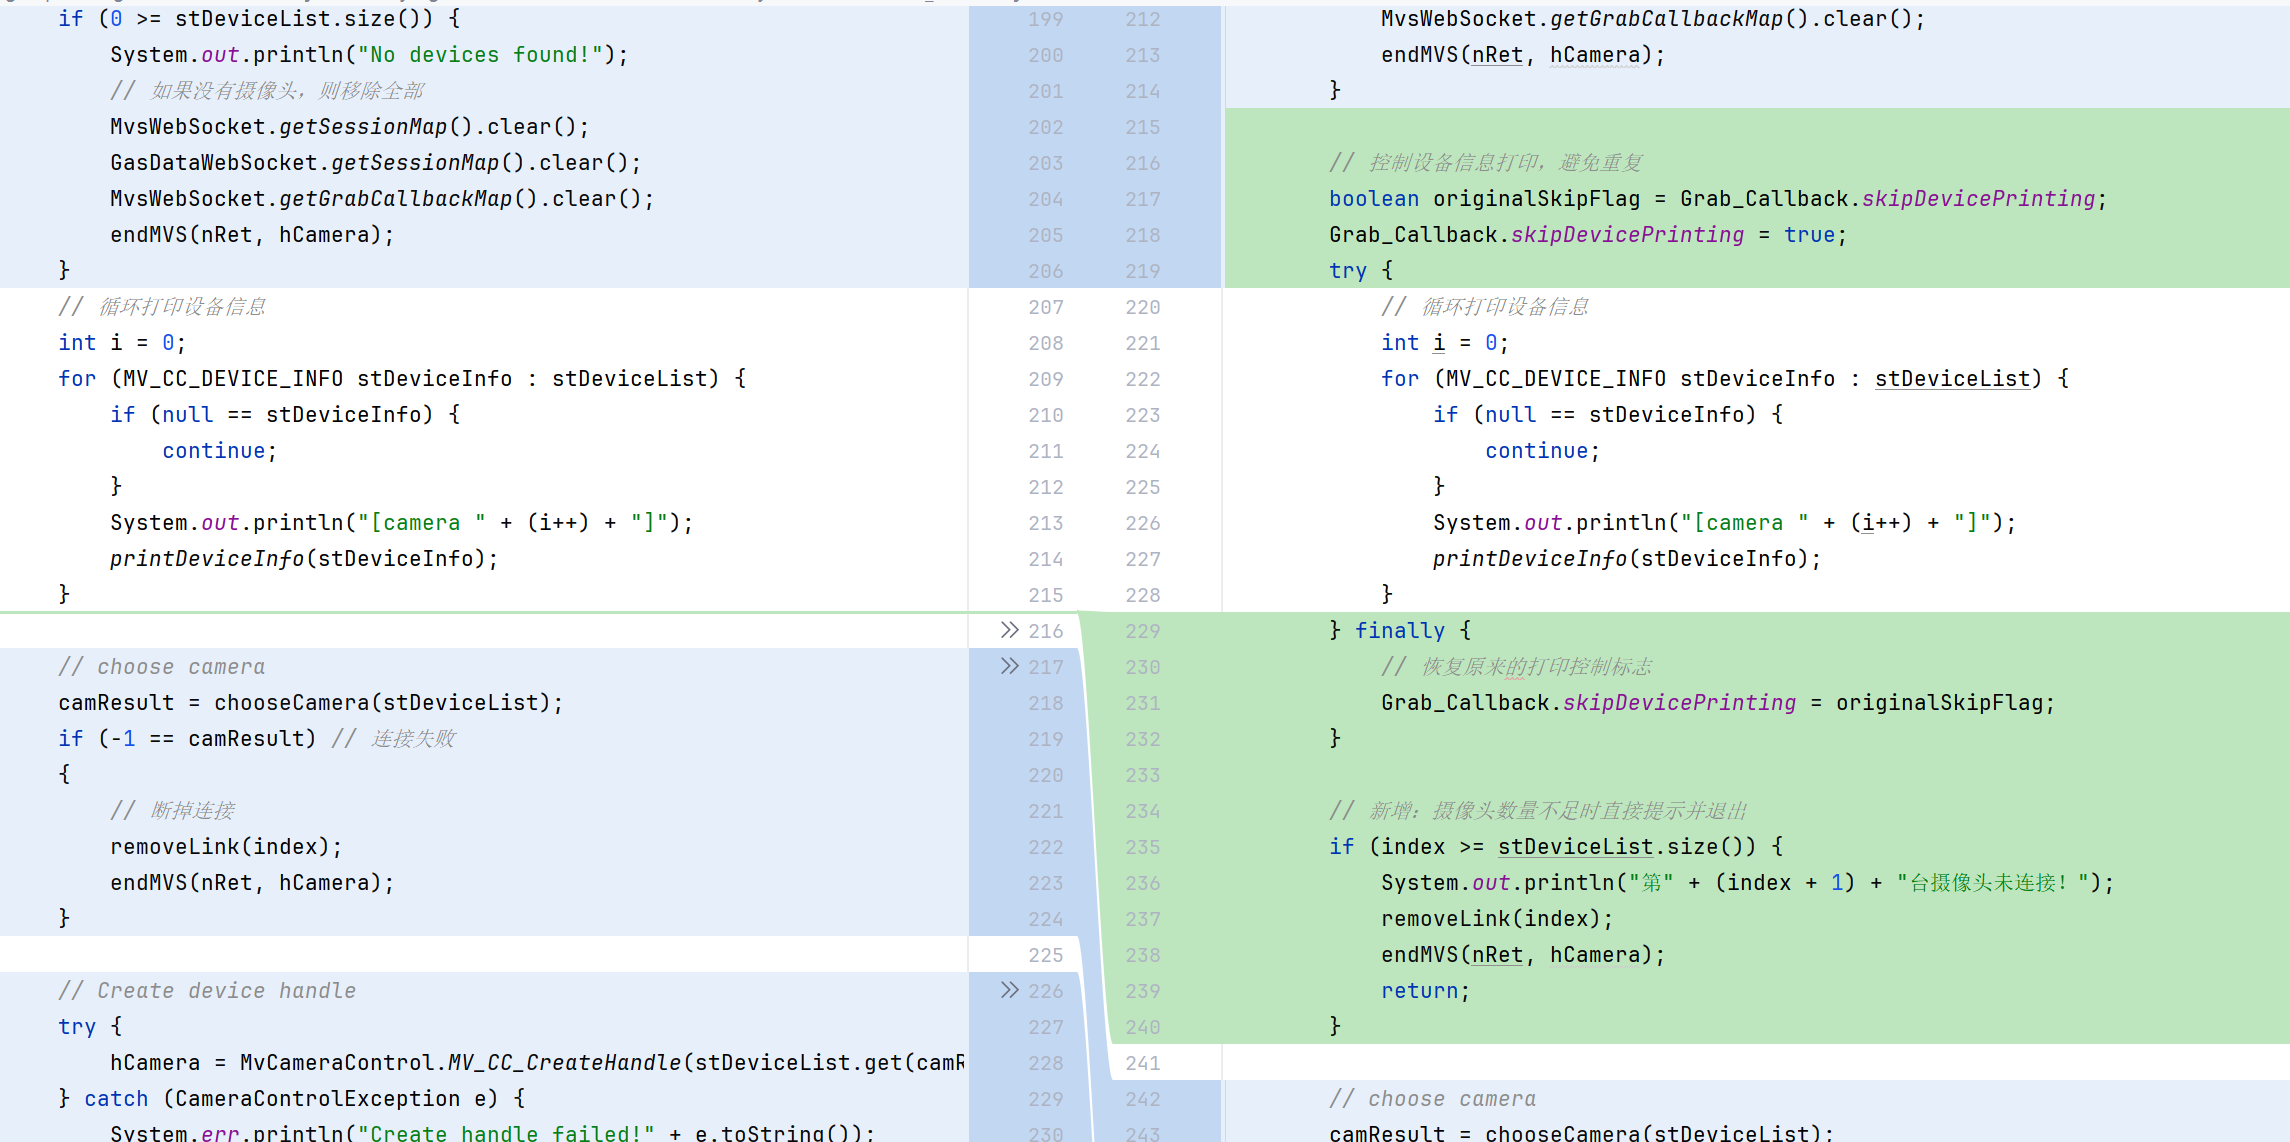 if (0 >= stDeviceList.size()) {
System.out.println("No devices found!");
// 如果没有摄像头，则移除全部
MvsWebSocket.getSessionMap().clear();
GasDataWebSocket.getSessionMap().clear();
MvsWebSocket.getGrabCallbackMap().clear();
endMVS(nRet, hCamera);
}
// 循环打印设备信息
int i = 0;
for (MV_CC_DEVICE_INFO stDeviceInfo : stDeviceList) {
if (null == stDeviceInfo) {
continue;
}
System.out.println("[camera " + (i++) + "]");
printDeviceInfo(stDeviceInfo);
}
// choose camera
camResult = chooseCamera(stDeviceList);
if (-1 == camResult) // 连接失败
{
// 断掉连接
removeLink(index);
endMVS(nRet, hCamera);
}
// Create device handle
try {
hCamera = MvCameraControl.MV_CC_CreateHandle(stDeviceList.get(camR
} catch (CameraControlException e) {
System.err.println("Create handle failed!" + e.toString());
199 212
200 213
201 214
202 215
203 216
204 217
205 218
206 219
207 220
208 221
209 222
210 223
211 224
212 225
213 226
214 227
215 228
216 229
217 230
218 231
219 232
220 233
221 234
222 235
223 236
224 237
225 238
226 239
227 240
228 241
229 242
230 243
MvsWebSocket.getGrabCallbackMap().clear();
endMVS(nRet, hCamera);
}
// 控制设备信息打印，避免重复
boolean originalSkipFlag = Grab_Callback.skipDevicePrinting;
Grab_Callback.skipDevicePrinting = true;
try {
// 循环打印设备信息
int i = 0;
for (MV_CC_DEVICE_INFO stDeviceInfo : stDeviceList) {
if (null == stDeviceInfo) {
continue;
}
System.out.println("[camera " + (i++) + "]");
printDeviceInfo(stDeviceInfo);
}
} finally {
// 恢复原来的打印控制标志
Grab_Callback.skipDevicePrinting = originalSkipFlag;
}
// 新增：摄像头数量不足时直接提示并退出
if (index >= stDeviceList.size()) {
System.out.println("第" + (index + 1) + "台摄像头未连接！");
removeLink(index);
endMVS(nRet, hCamera);
return;
}
// choose camera
camResult = chooseCamera(stDeviceList);